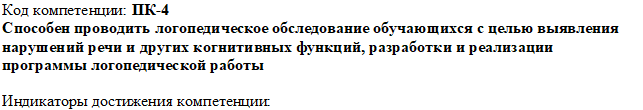 Код компетенции: ПК-4
Способен проводить логопедическое обследование обучающихся с целью выявления
нарушений речи и других когнитивных функций, разработки и реализации
программы логопедической работы
Индикаторы достижения компетенции: